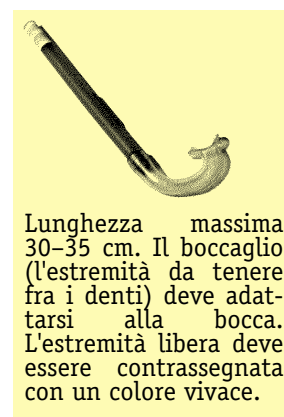 Lunghezza massima
30–35 cm. Il boccaglio
(l'estremità da tenere
fra i denti) deve adat-
tarsi alla bocca.
L'estremità libera deve
essere contrassegnata
con un colore vivace.